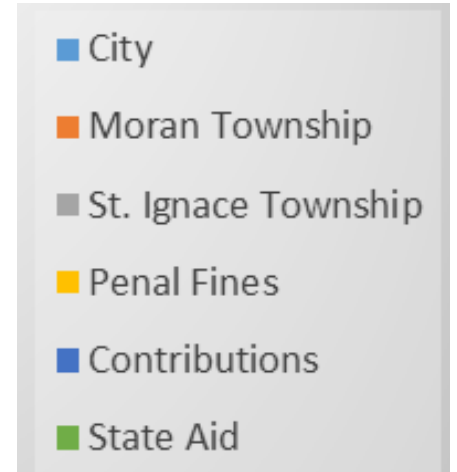 City
Moran Township
St. Ignace Township
Penal Fines
Contributions
State Aid